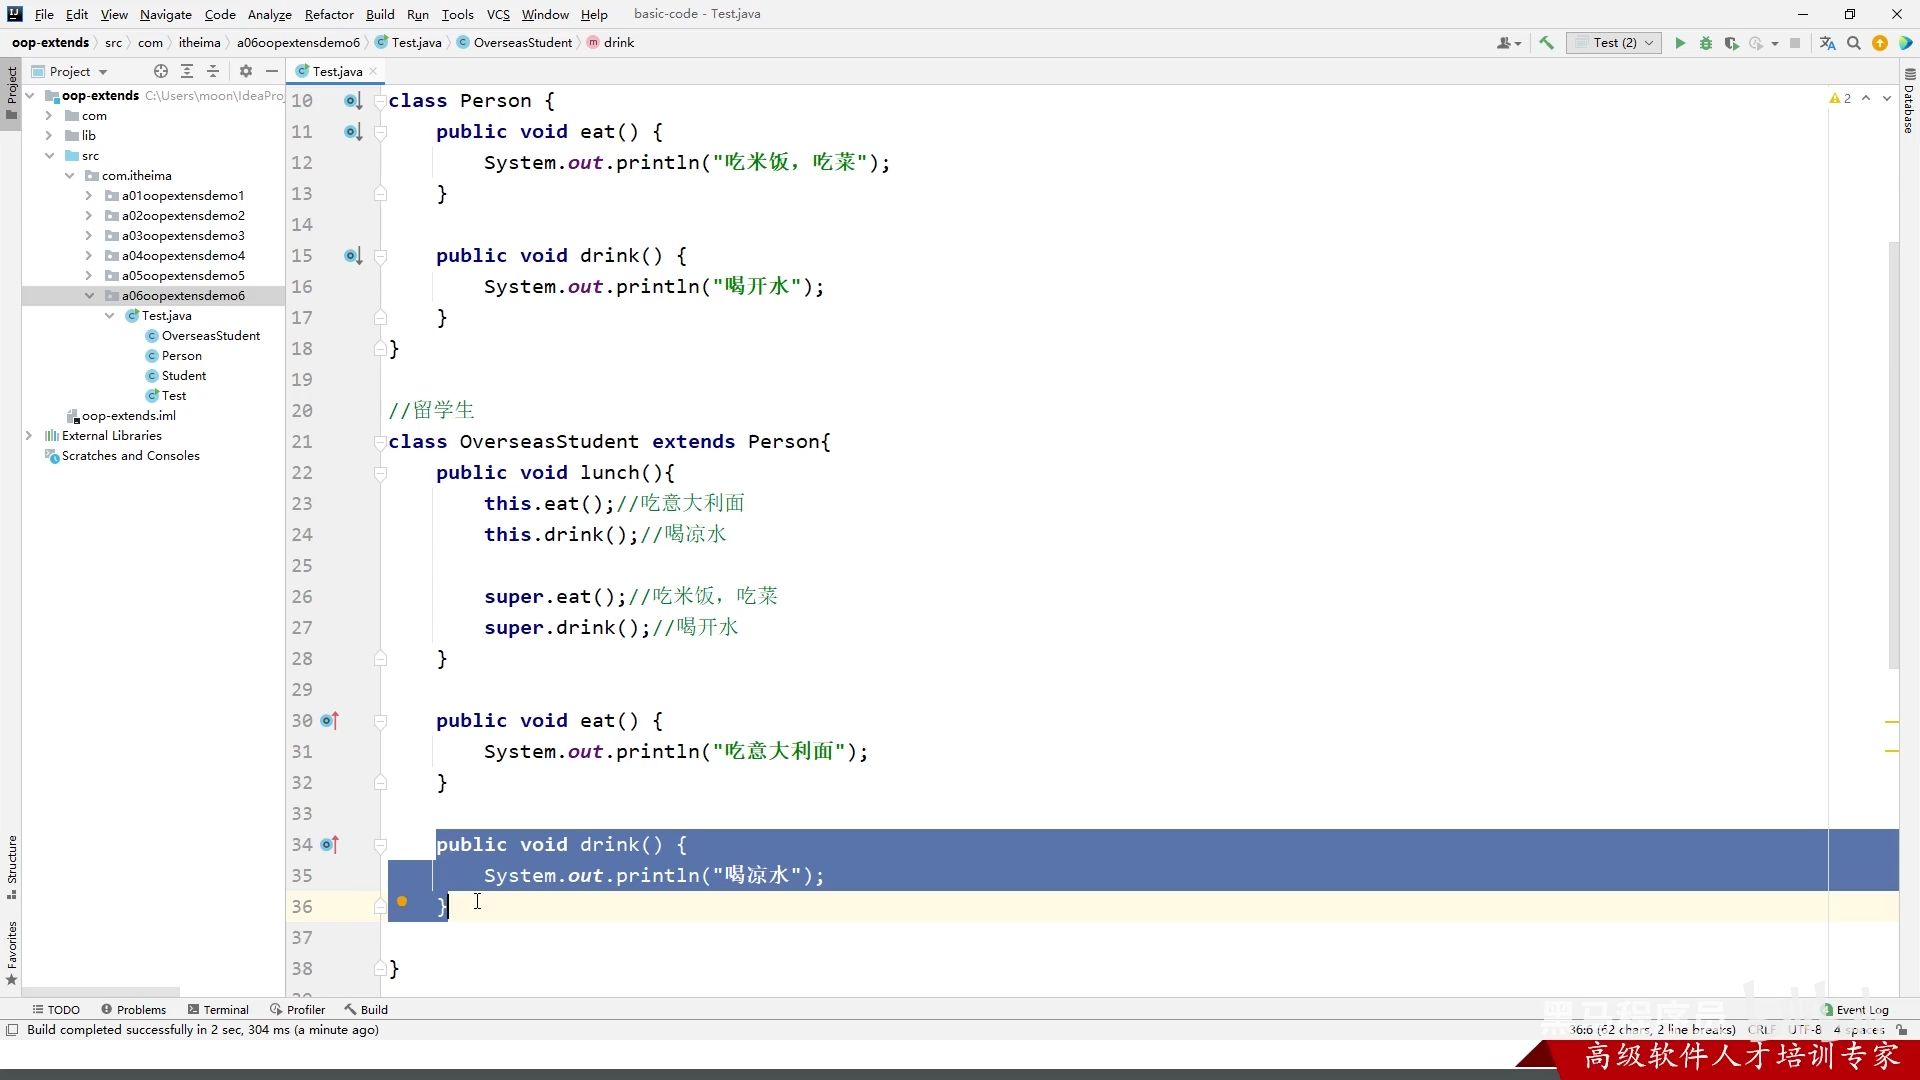 File Edit View Navigate Code Analyze Refactor Build Run Tools VCS Window Help basic-code - Test.java
oop-extends src com itheima a06oopextensdemo6 Test.java OverseasStudent drink Test (2)
Project
Project Test.java
oop-extends C:\Users\moon\IdeaPro
com
lib
src
com.itheima
a01oopextensdemo1
a02oopextensdemo2
a03oopextensdemo3
a04oopextensdemo4
a05oopextensdemo5
a06oopextensdemo6
Test.java
OverseasStudent
Person
Student
Test
oop-extends.iml
External Libraries
Scratches and Consoles
Structure
Favorites
10 class Person {
11 public void eat() {
12 System.out.println("吃米饭，吃菜");
13 }
14
15 public void drink() {
16 System.out.println("喝开水");
17 }
18 }
19
20 //留学生
21 class OverseasStudent extends Person{
22 public void lunch(){
23 this.eat();//吃意大利面
24 this.drink();//喝凉水
25
26 super.eat();//吃米饭，吃菜
27 super.drink();//喝开水
28 }
29
30 public void eat() {
31 System.out.println("吃意大利面");
32 }
33
34 public void drink() {
35 System.out.println("喝凉水");
36 }
37
38 }
2
Database
TODO Problems Terminal Profiler Build Event Log
Build completed successfully in 2 sec, 304 ms (a minute ago) 36:6 (62 chars, 2 line breaks) CRLF UTF-8 4 spaces
黑马程序员
高级软件人才培训专家